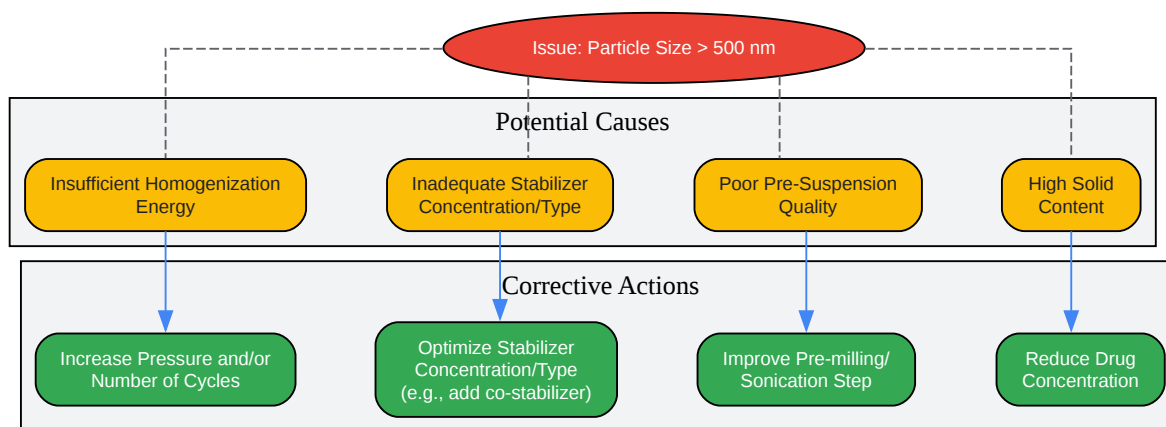 Issue: Particle Size > 500 nm
Potential Causes
Insufficient Homogenization
Energy
Inadequate Stabilizer
Concentration/Type
Poor Pre-Suspension
Quality
High Solid
Content
Corrective Actions
Increase Pressure and/or
Number of Cycles
Optimize Stabilizer
Concentration/Type
(e.g., add co-stabilizer)
Improve Pre-milling/
Sonication Step
Reduce Drug
Concentration